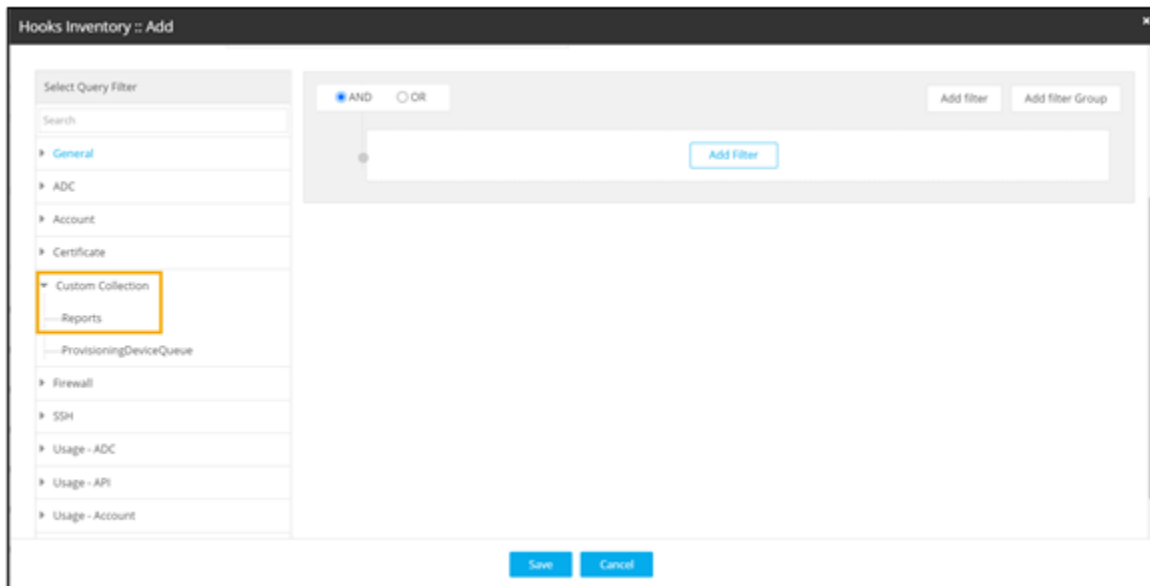 Hooks Inventory :: Add
×
Select Query Filter
Search
General
ADC
Account
Certificate
Custom Collection
Reports
ProvisioningDeviceQueue
Firewall
SSH
Usage - ADC
Usage - API
Usage - Account
AND OR
Add filter Add filter Group
Add Filter
Save Cancel